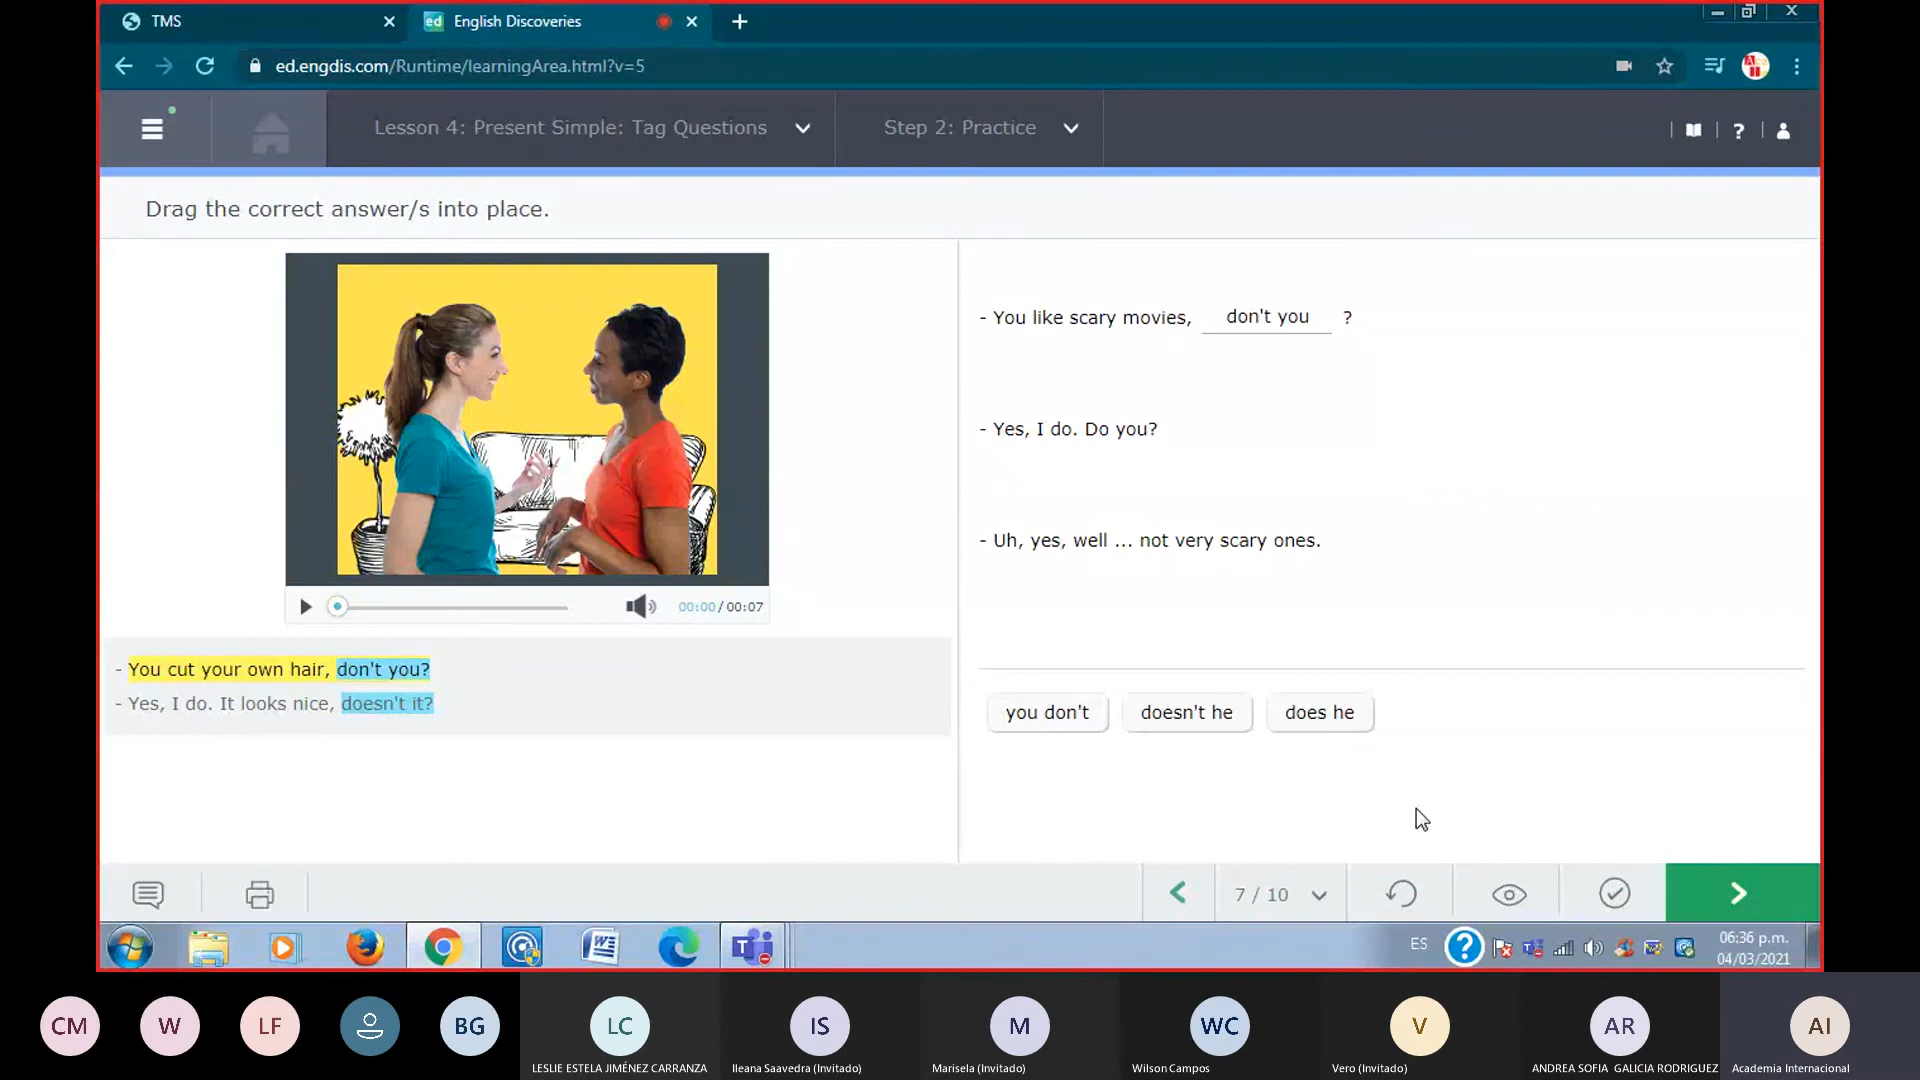 TMS
ed English Discoveries
ed.engdis.com/Runtime/learningArea.html?v=5
Lesson 4: Present Simple: Tag Questions
Step 2: Practice
?
Drag the correct answer/s into place.
00:00 / 00:07
- You cut your own hair, don't you?
- Yes, I do. It looks nice, doesn't it?
- You like scary movies, don't you ?
- Yes, I do. Do you?
- Uh, yes, well ... not very scary ones.
you don't
doesn't he
does he
7 / 10
ES
?
06:36 p.m.
04/03/2021
CM
W
LF
BG
LC
LESLIE ESTELA JIMÉNEZ CARRANZA
IS
Ileana Saavedra (Invitado)
M
Marisela (Invitado)
WC
Wilson Campos
V
Vero (Invitado)
AR
ANDREA SOFIA GALICIA RODRIGUEZ
AI
Academia Internacional